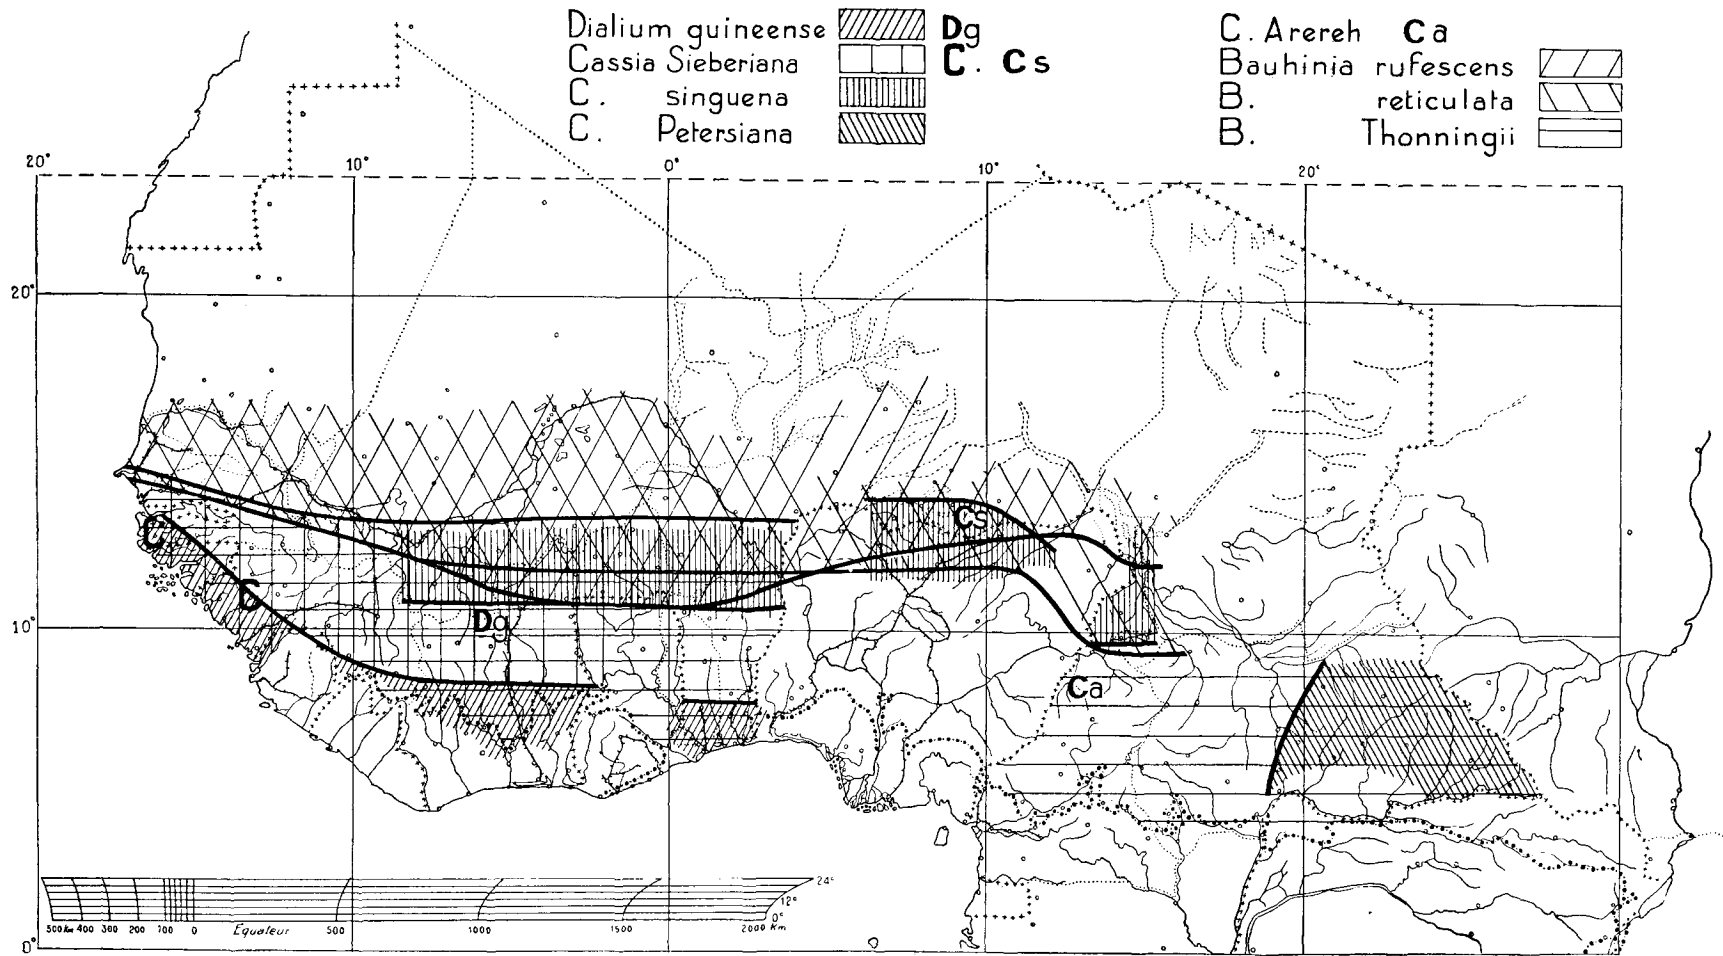 Dialium guineense Dg
Cassia Sieberiana C. Cs
C. singuena
C. Petersiana
C. Arereh Ca
Bauhinia rufescens
B. reticulata
B. Thonningii
20° 10° 0° 10° 20°
20°
Cs
C
C
Dg
10°
Ca
24°
12°
0°
500 km 400 300 200 100 0 Equateur 500 1000 1500 2000 Km
0°